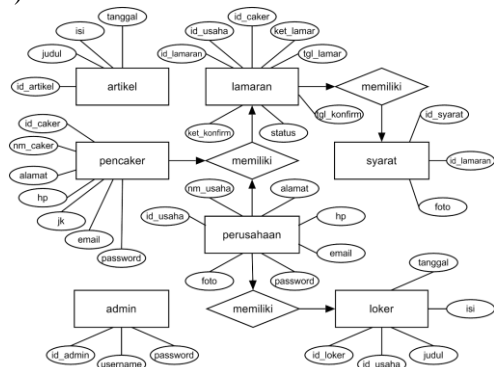 tanggal
isi
judul
id_artikel
artikel
id_caker
id_usaha
ket_lamar
id_lamaran
tgl_lamar
lamaran
ket_konfirm
status
tgl_konfirm
memiliki
id_syarat
syarat
id_lamaran
foto
id_caker
nm_caker
alamat
hp
jk
email
password
pencaker
memiliki
nm_usaha
alamat
id_usaha
hp
perusahaan
email
foto
password
memiliki
tanggal
loker
isi
id_loker
id_usaha
judul
admin
id_admin
username
password